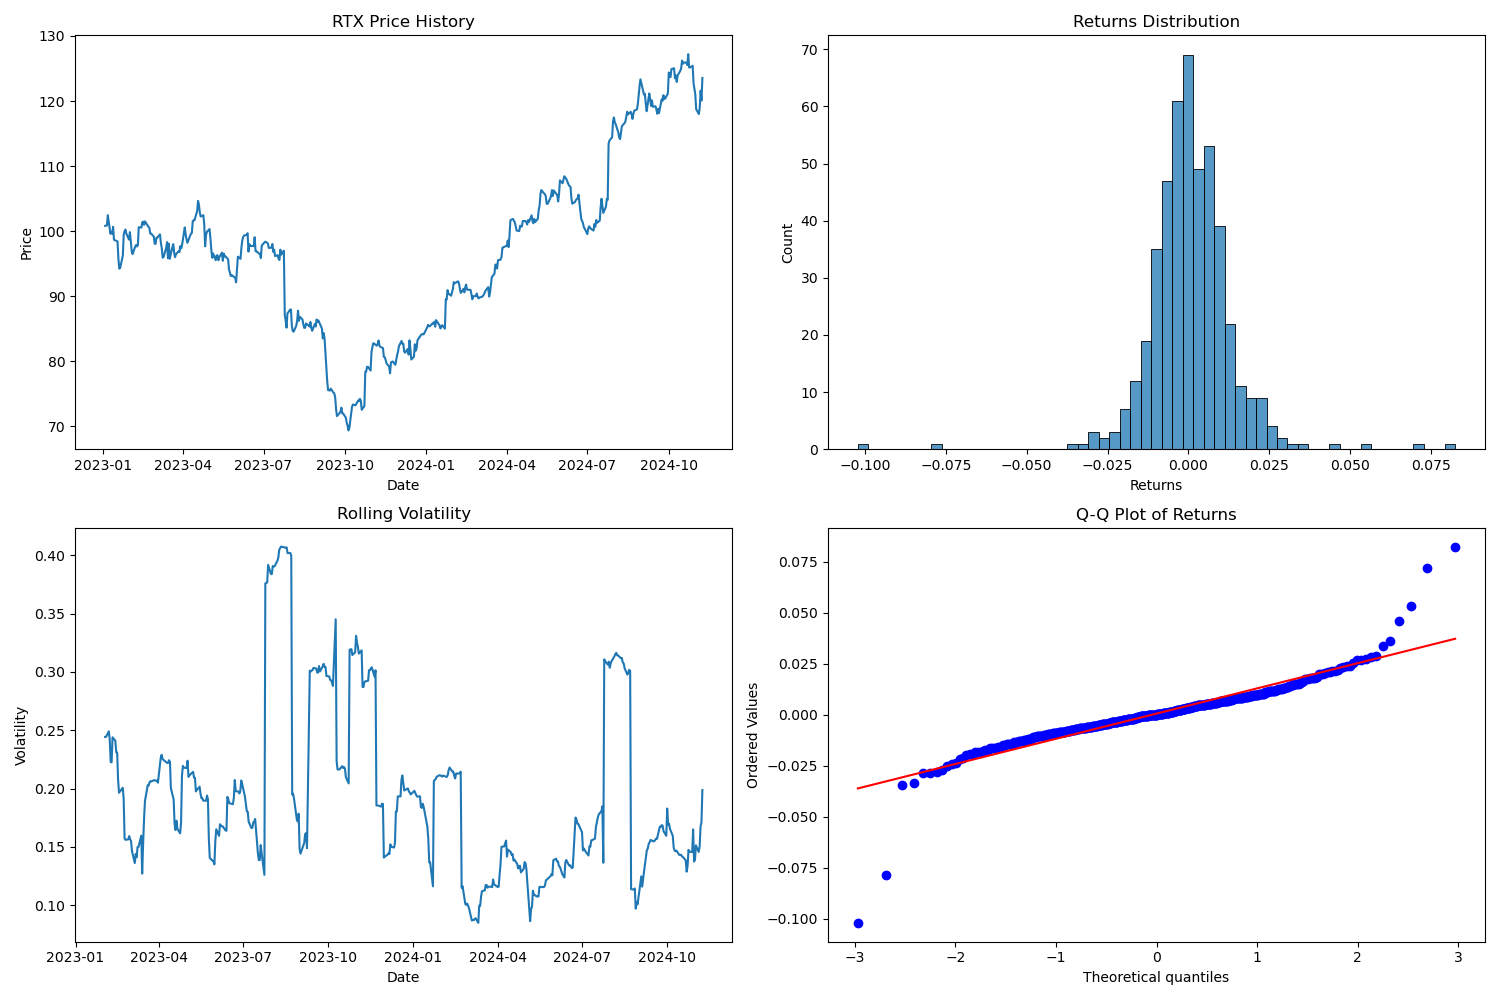 RTX Price History
130
120
110
100
90
80
70
Price
2023-01 2023-04 2023-07 2023-10 2024-01 2024-04 2024-07 2024-10
Date
Returns Distribution
70
60
50
40
30
20
10
0
Count
−0.100 −0.075 −0.050 −0.025 0.000 0.025 0.050 0.075
Returns
Rolling Volatility
0.40
0.35
0.30
0.25
0.20
0.15
0.10
Volatility
2023-01 2023-04 2023-07 2023-10 2024-01 2024-04 2024-07 2024-10
Date
Q-Q Plot of Returns
0.075
0.050
0.025
0.000
−0.025
−0.050
−0.075
−0.100
Ordered Values
−3 −2 −1 0 1 2 3
Theoretical quantiles